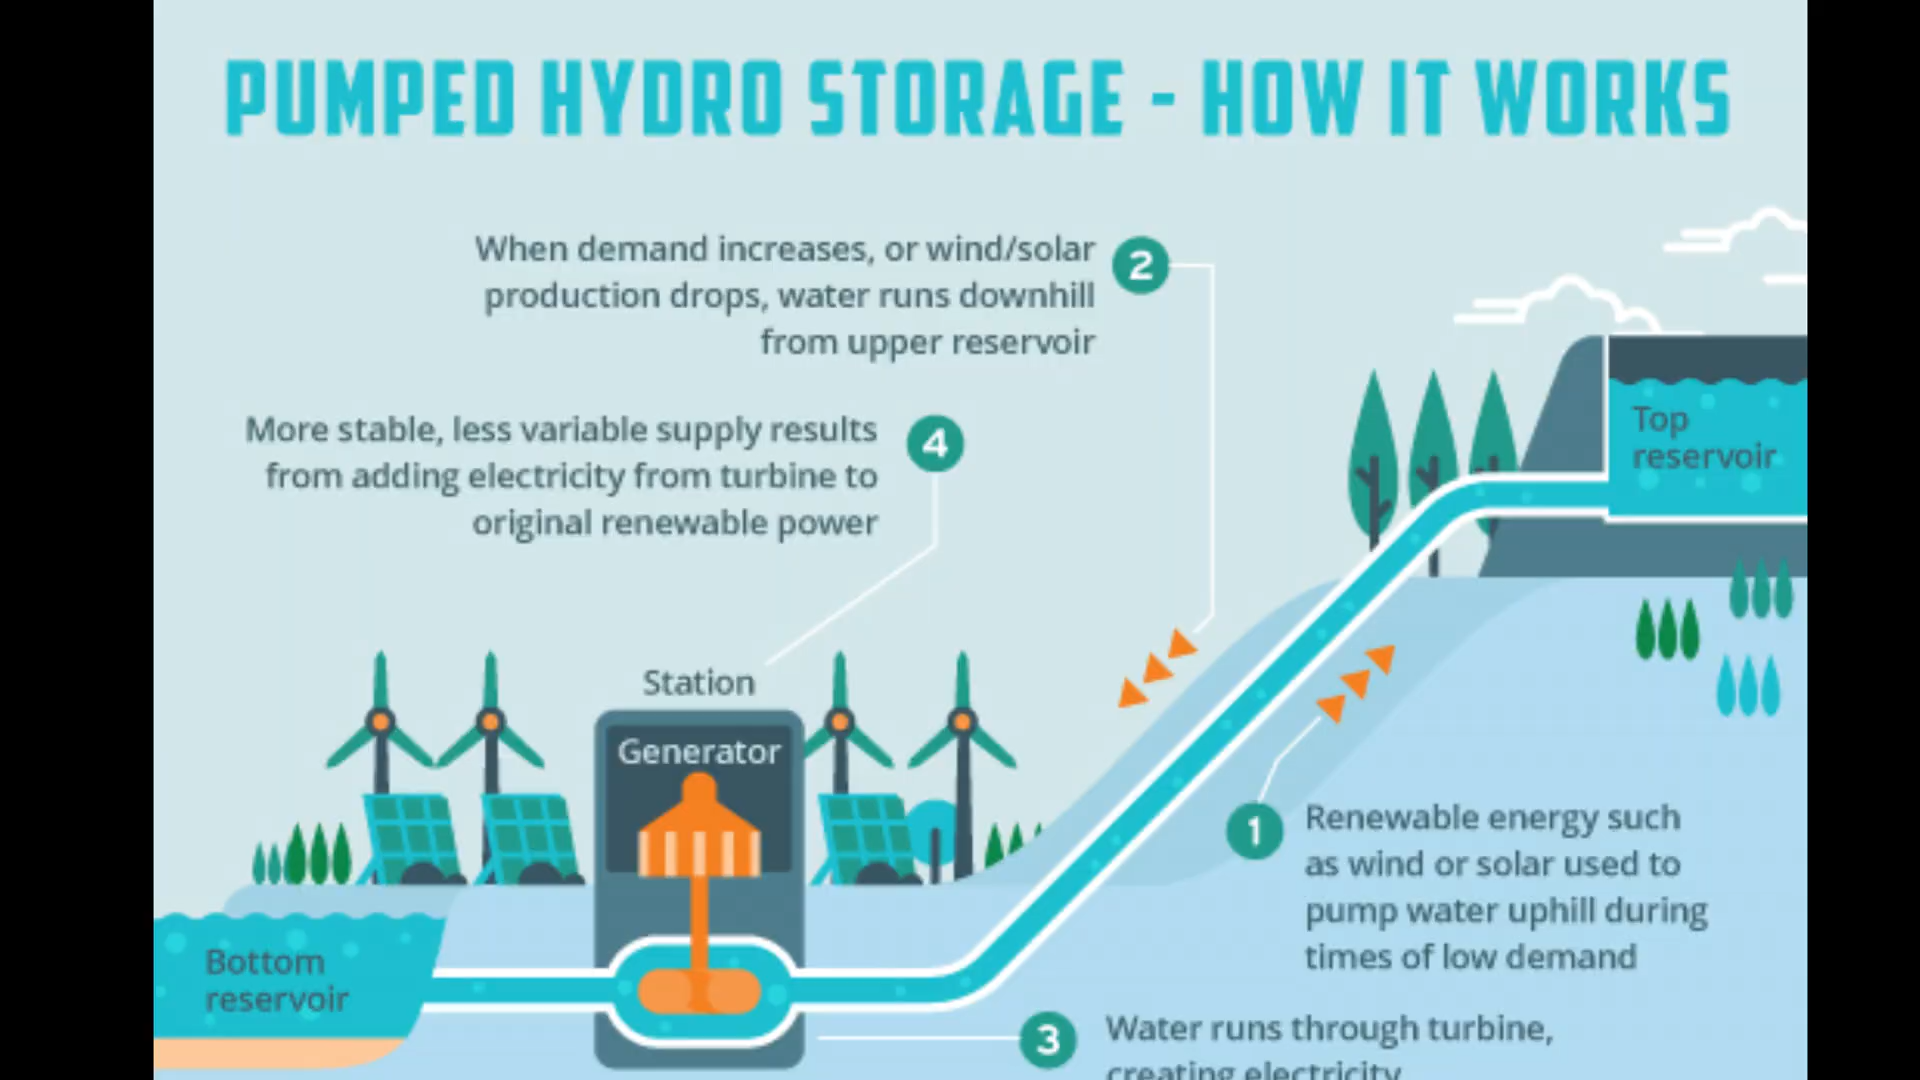 PUMPED HYDRO STORAGE - HOW IT WORKS
When demand increases, or wind/solar
production drops, water runs downhill
from upper reservoir
2
More stable, less variable supply results
from adding electricity from turbine to
original renewable power
4
Top
reservoir
Station
Generator
1
Renewable energy such
as wind or solar used to
pump water uphill during
times of low demand
Bottom
reservoir
3
Water runs through turbine,
creating electricity